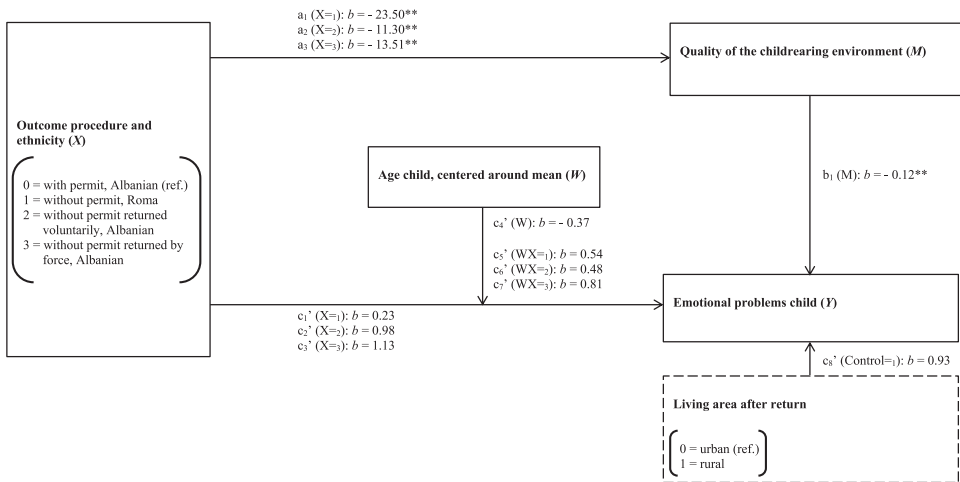 a₁ (X=₁): b = - 23.50**
a₂ (X=₂): b = - 11.30**
a₃ (X=₃): b = - 13.51**
Quality of the childrearing environment (M)
Outcome procedure and
ethnicity (X)
0 = with permit, Albanian (ref.)
1 = without permit, Roma
2 = without permit returned
voluntarily, Albanian
3 = without permit returned by
force, Albanian
Age child, centered around mean (W)
b₁ (M): b = - 0.12**
c₄’ (W): b = - 0.37
c₅’ (WX=₁): b = 0.54
c₆’ (WX=₂): b = 0.48
c₇’ (WX=₃): b = 0.81
Emotional problems child (Y)
c₁’ (X=₁): b = 0.23
c₂’ (X=₂): b = 0.98
c₃’ (X=₃): b = 1.13
c₈’ (Control=₁): b = 0.93
Living area after return
0 = urban (ref.)
1 = rural